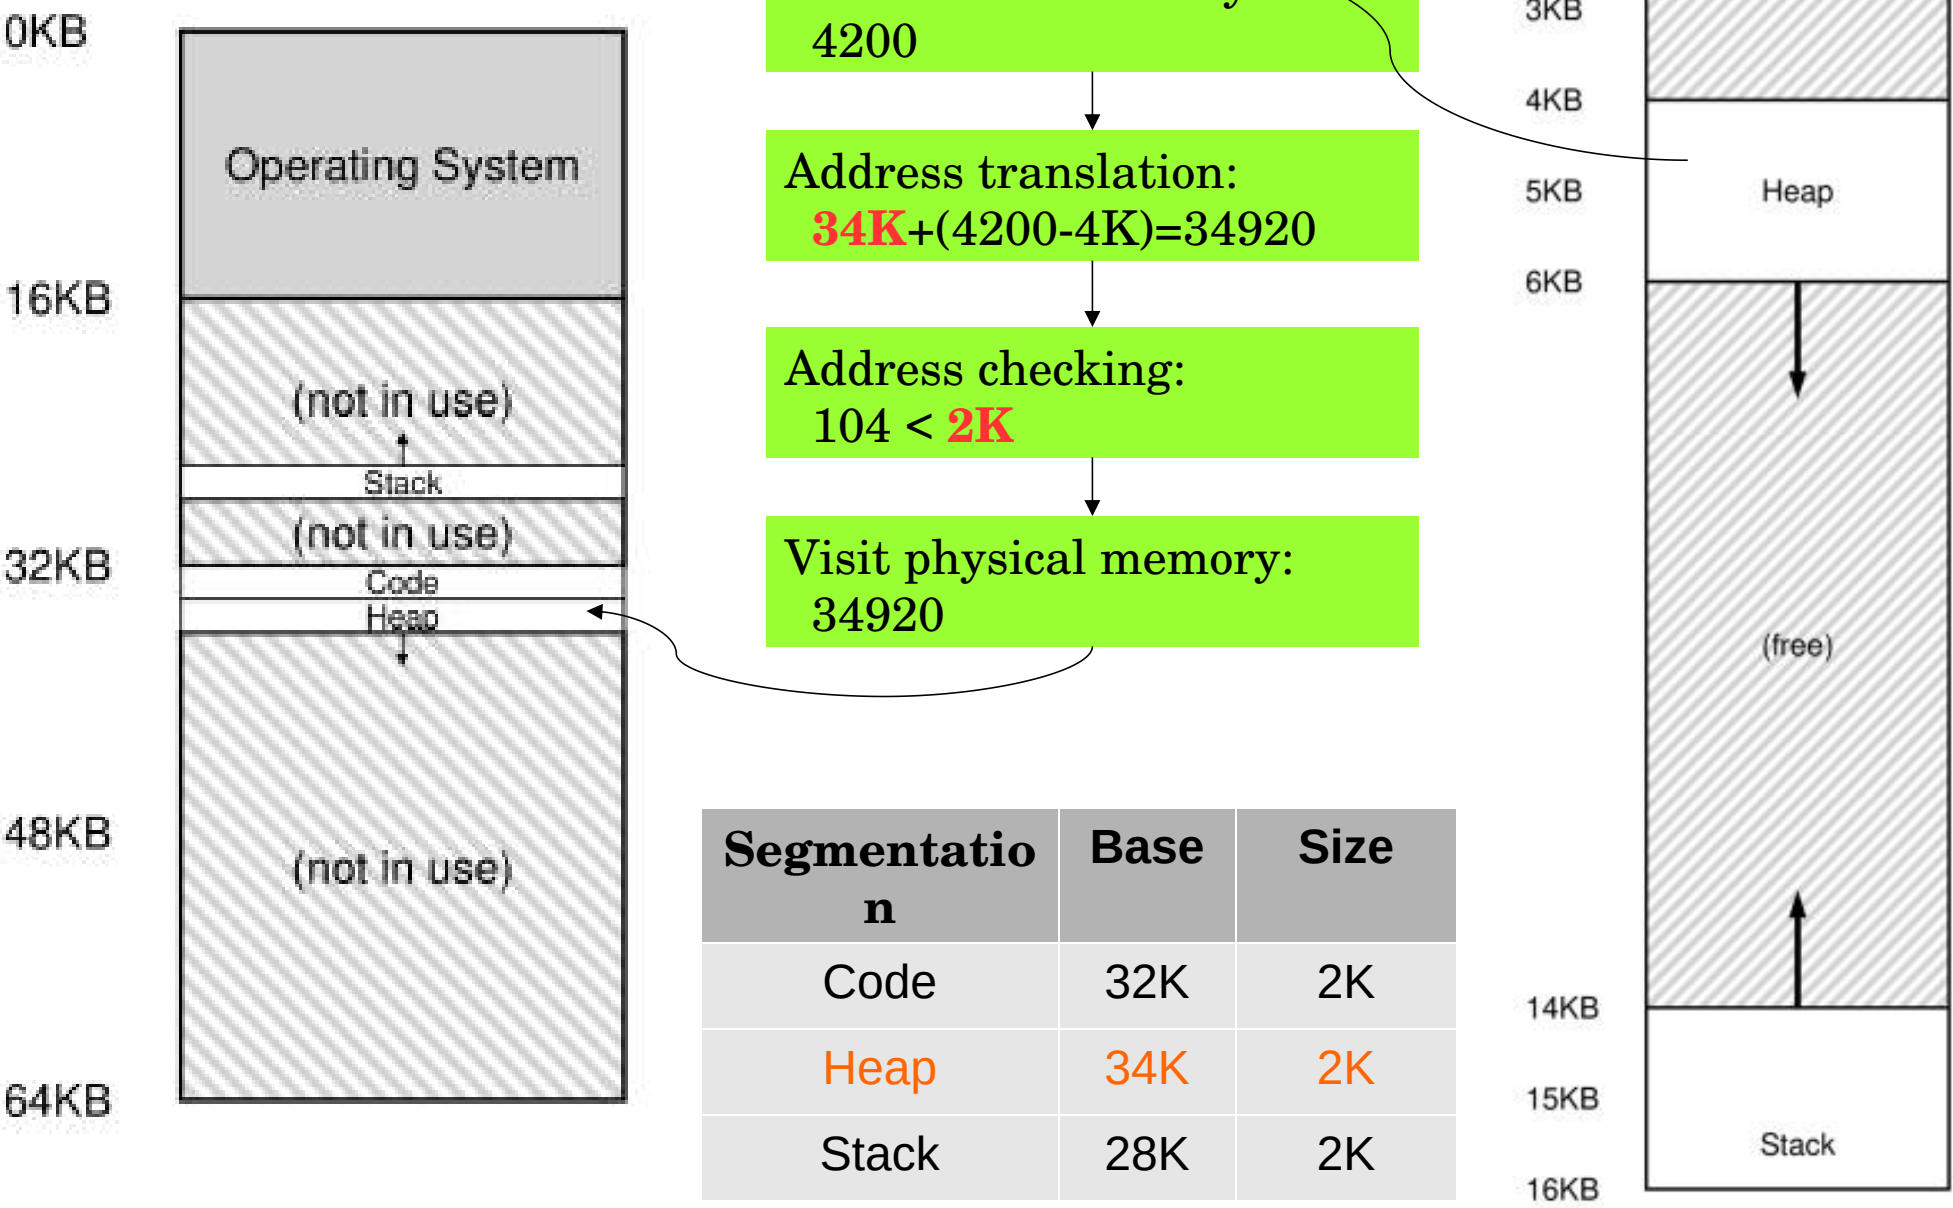 0KB
Operating System
16KB
(not in use)
Stack
(not in use)
32KB
Code
Heap
48KB
(not in use)
64KB
4200
Address translation:
34K+(4200-4K)=34920
Address checking:
104 < 2K
Visit physical memory:
34920
Segmentatio
n
Base
Size
Code
32K
2K
Heap
34K
2K
Stack
28K
2K
3KB
4KB
5KB
Heap
6KB
(free)
14KB
15KB
Stack
16KB